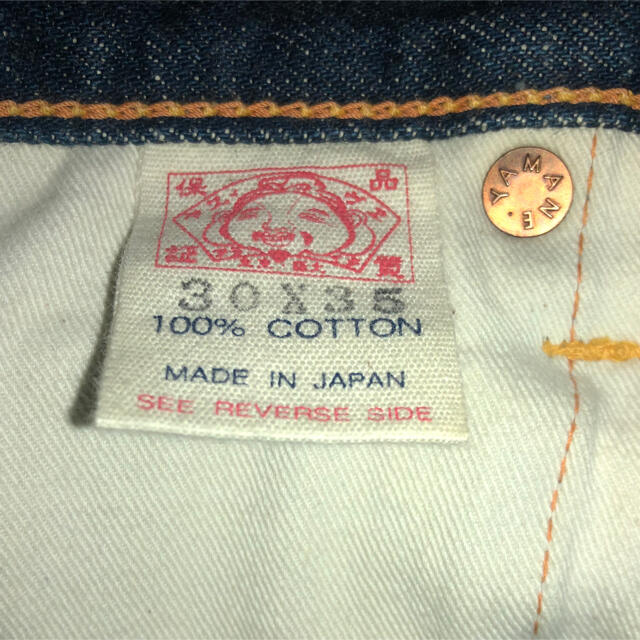 保 品
証 質
30X35
100% COTTON
MADE IN JAPAN
SEE REVERSE SIDE
YAMANE